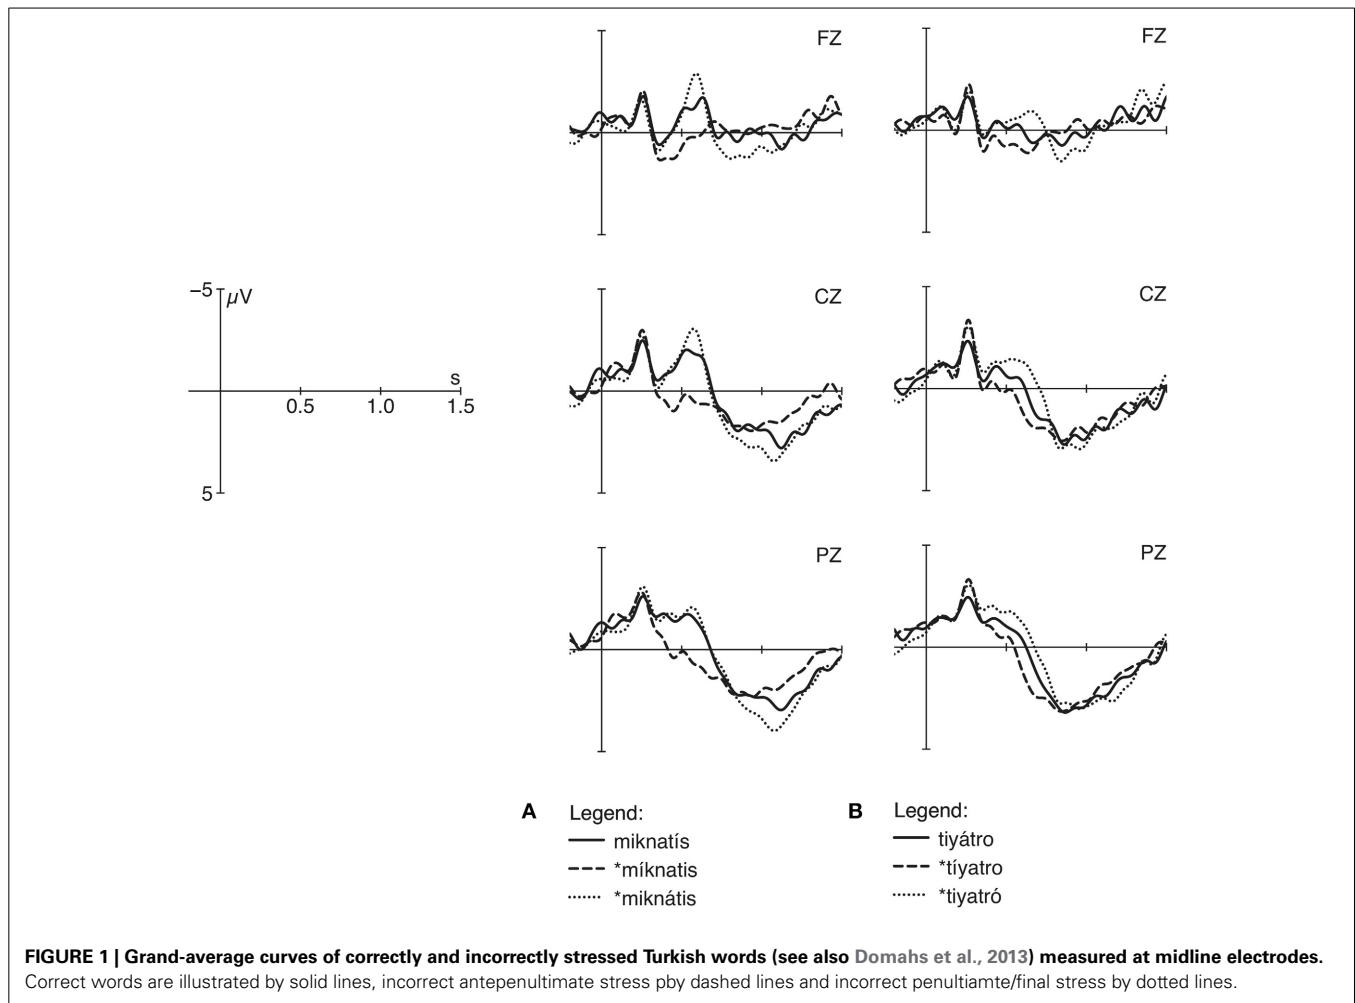 FZ
FZ
−5
µV
CZ
CZ
s
0.5 1.0 1.5
5
PZ
PZ
A Legend:
miknatís
*míknatis
*miknátis
B Legend:
tiyátro
*tíyatro
*tiyatró
FIGURE 1 | Grand-average curves of correctly and incorrectly stressed Turkish words (see also Domahs et al., 2013) measured at midline electrodes.
Correct words are illustrated by solid lines, incorrect antepenultimate stress pby dashed lines and incorrect penultiamte/final stress by dotted lines.